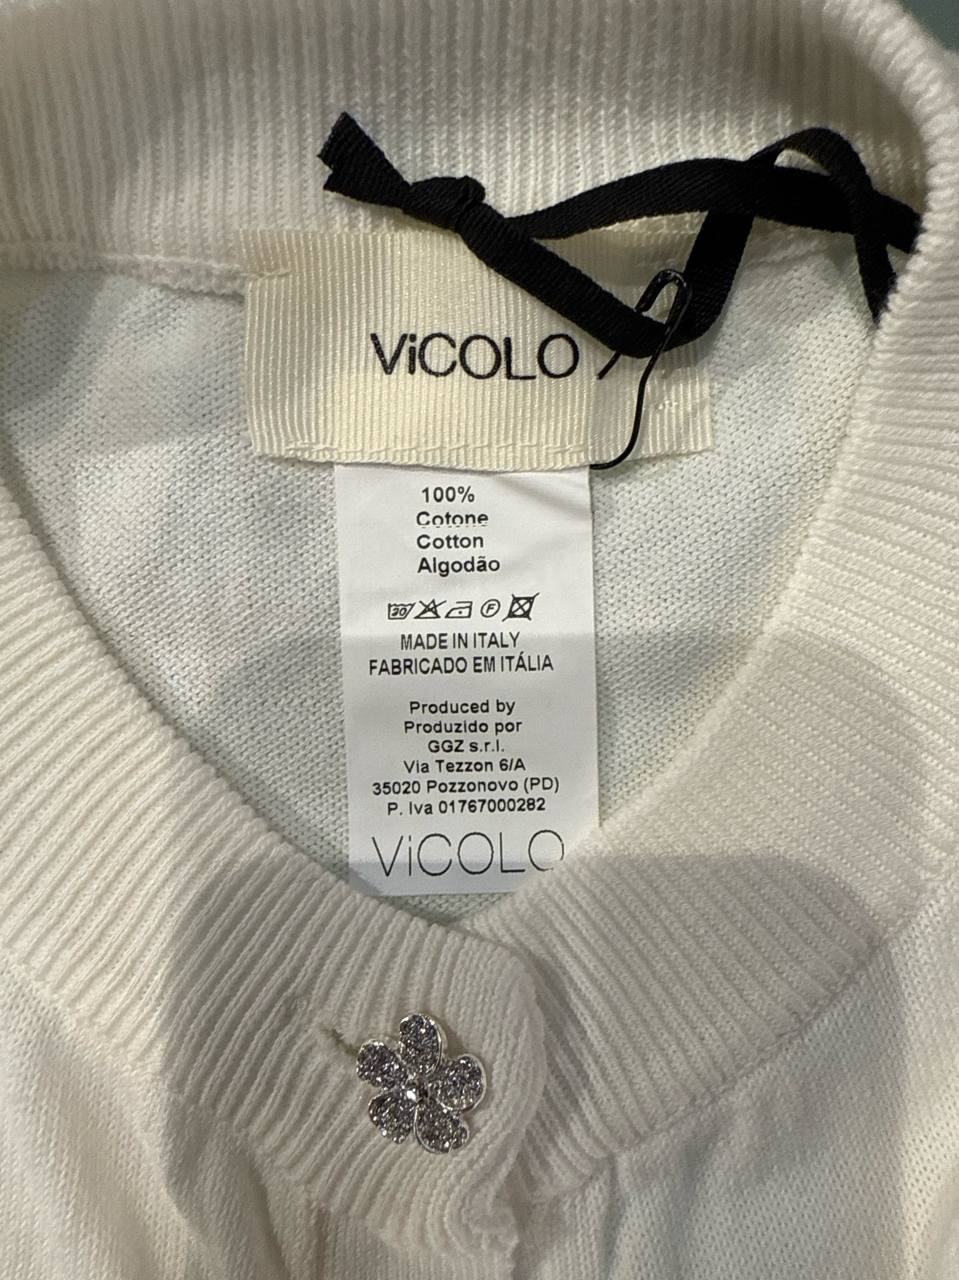 ViCOLO
100%
Cotone
Cotton
Algodão
30 F
MADE IN ITALY
FABRICADO EM ITÁLIA
Produced by
Produzido por
GGZ s.r.l.
Via Tezzon 6/A
35020 Pozzonovo (PD)
P. Iva 01767000282
ViCOLO